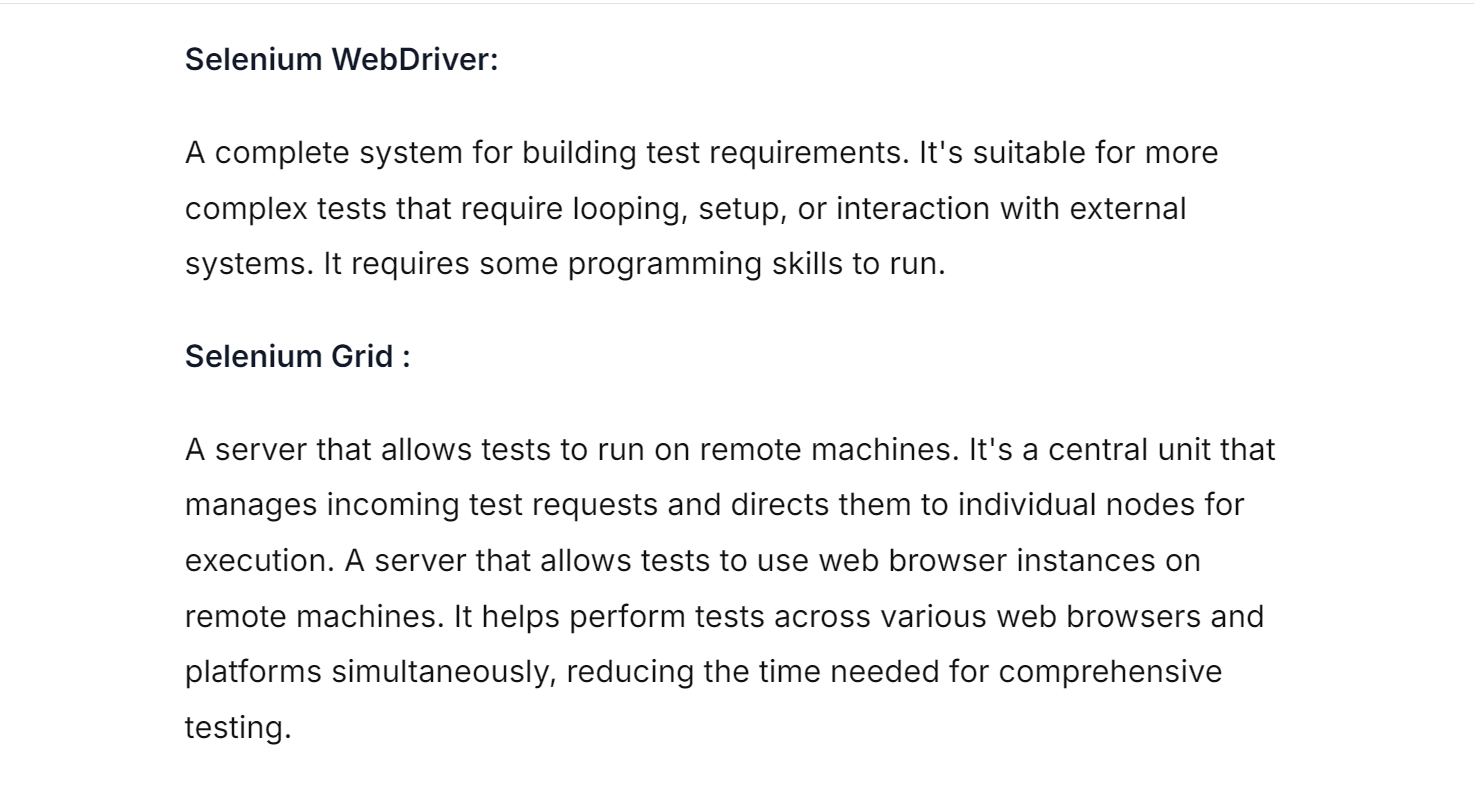 Selenium WebDriver:
A complete system for building test requirements. It's suitable for more
complex tests that require looping, setup, or interaction with external
systems. It requires some programming skills to run.
Selenium Grid :
A server that allows tests to run on remote machines. It's a central unit that
manages incoming test requests and directs them to individual nodes for
execution. A server that allows tests to use web browser instances on
remote machines. It helps perform tests across various web browsers and
platforms simultaneously, reducing the time needed for comprehensive
testing.